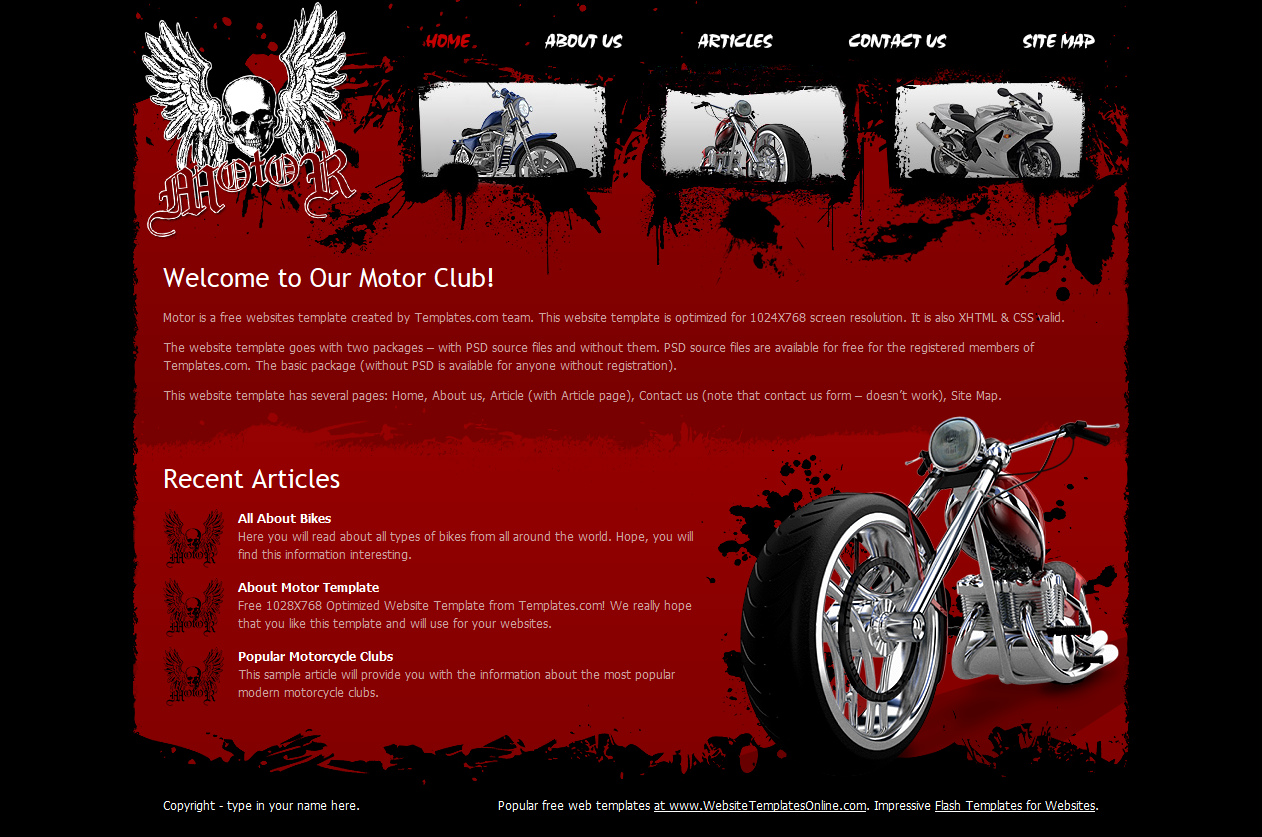 HOME
ABOUT US
ARTICLES
CONTACT US
SITE MAP
MotoR
Welcome to Our Motor Club!
Motor is a free websites template created by Templates.com team. This website template is optimized for 1024X768 screen resolution. It is also XHTML & CSS valid.
The website template goes with two packages – with PSD source files and without them. PSD source files are available for free for the registered members of
Templates.com. The basic package (without PSD is available for anyone without registration).
This website template has several pages: Home, About us, Article (with Article page), Contact us (note that contact us form – doesn’t work), Site Map.
Recent Articles
MotoR
All About Bikes
Here you will read about all types of bikes from all around the world. Hope, you will
find this information interesting.
MotoR
About Motor Template
Free 1028X768 Optimized Website Template from Templates.com! We really hope
that you like this template and will use for your websites.
MotoR
Popular Motorcycle Clubs
This sample article will provide you with the information about the most popular
modern motorcycle clubs.
Copyright - type in your name here.
Popular free web templates at www.WebsiteTemplatesOnline.com. Impressive Flash Templates for Websites.